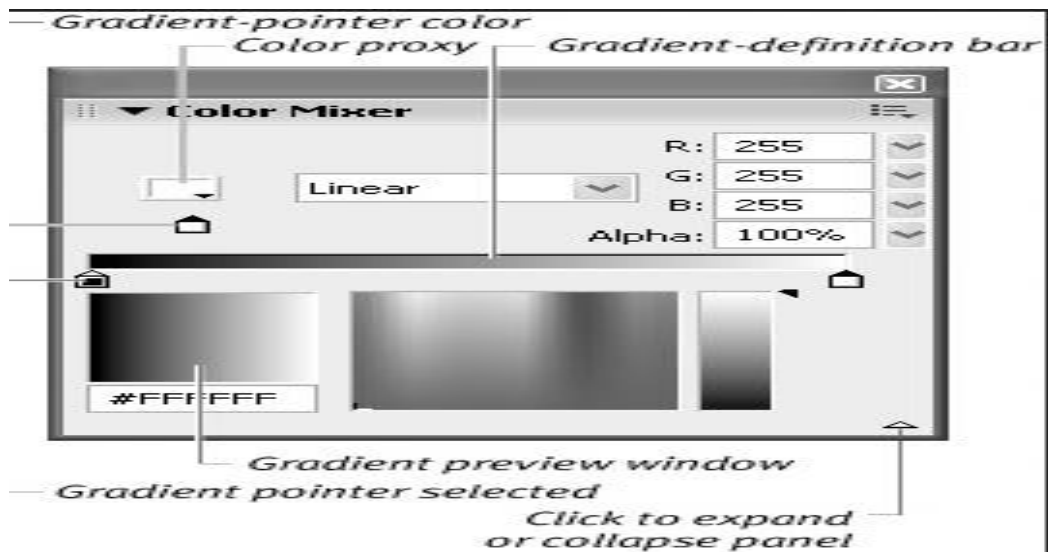 Gradient-pointer color
Color proxy
Gradient-definition bar
Color Mixer
R: 255
Linear
G: 255
B: 255
Alpha: 100%
#FFFFFF
Gradient preview window
Gradient pointer selected
Click to expand
or collapse panel